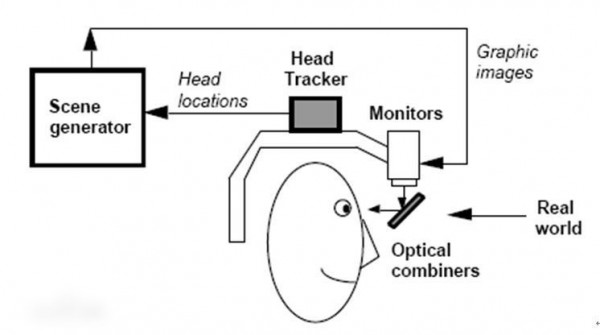 Graphic
images
Head
Tracker
Head
locations
Scene
generator
Monitors
Real
world
Optical
combiners